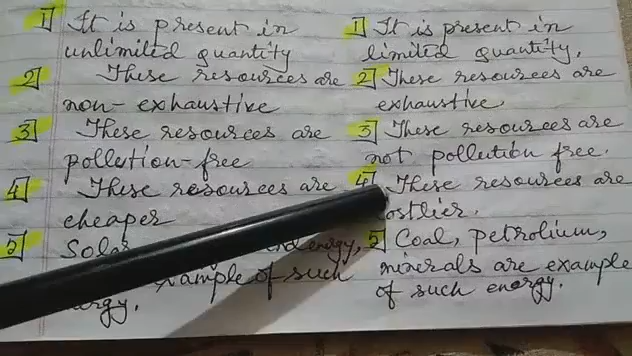 1] It is present in
unlimited quantity
2] These resources are
non-exhaustive
3] These resources are
pollution-free
4] These resources are
cheaper
5] energy,
example of such
1] It is present in
limited quantity.
2] These resources are
exhaustive
3] These resources are
not pollution free.
4] These resources are
5] Coal, petrolium,
minerals are example
of such energy.